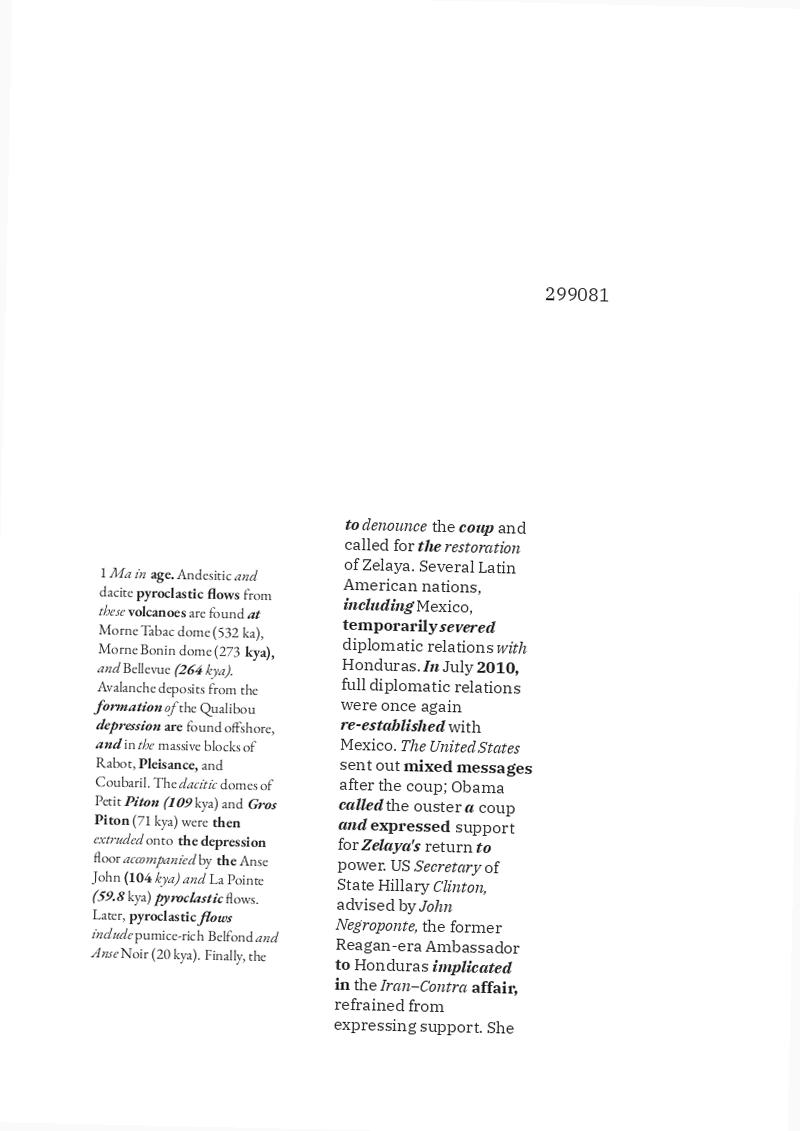 299081
1 Ma in age. Andesitic and
dacite pyroclastic flows from
these volcanoes are found at
Morne Tabac dome (532 ka),
Morne Bonin dome (273 kya),
and Bellevue (264 kya).
Avalanche deposits from the
formation of the Qualibou
depression are found offshore,
and in the massive blocks of
Rabot, Pleisance, and
Coubaril. The dacitic domes of
Petit Piton (109 kya) and Gros
Piton (71 kya) were then
extruded onto the depression
floor accompanied by the Anse
John (104 kya) and La Pointe
(59.8 kya) pyroclastic flows.
Later, pyroclastic flows
include pumice-rich Belfond and
Anse Noir (20 kya). Finally, the
to denounce the coup and
called for the restoration
of Zelaya. Several Latin
American nations,
including Mexico,
temporarily severed
diplomatic relations with
Honduras. In July 2010,
full diplomatic relations
were once again
re-established with
Mexico. The United States
sent out mixed messages
after the coup; Obama
called the ouster a coup
and expressed support
for Zelaya's return to
power. US Secretary of
State Hillary Clinton,
advised by John
Negroponte, the former
Reagan-era Ambassador
to Honduras implicated
in the Iran–Contra affair,
refrained from
expressing support. She